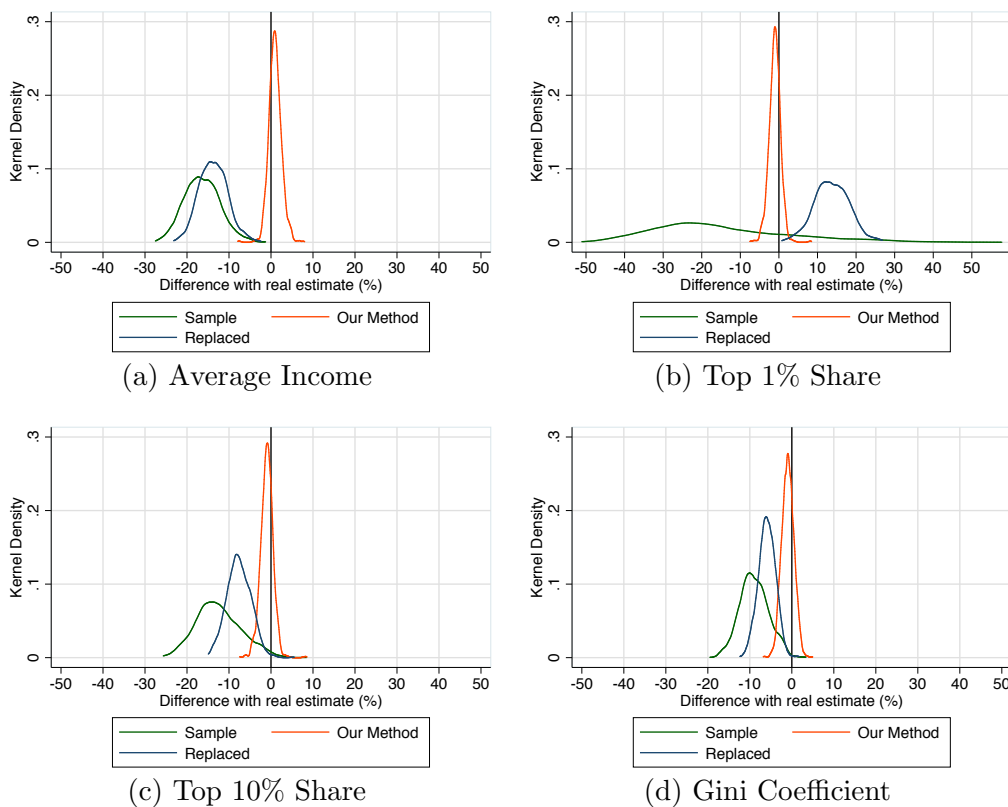 Kernel Density
.3
.2
.1
0
-50 -40 -30 -20 -10 0 10 20 30 40 50
Difference with real estimate (%)
Sample Our Method
Replaced
(a) Average Income
Kernel Density
.3
.2
.1
0
-50 -40 -30 -20 -10 0 10 20 30 40 50
Difference with real estimate (%)
Sample Our Method
Replaced
(b) Top 1% Share
Kernel Density
.3
.2
.1
0
-50 -40 -30 -20 -10 0 10 20 30 40 50
Difference with real estimate (%)
Sample Our Method
Replaced
(c) Top 10% Share
Kernel Density
.3
.2
.1
0
-50 -40 -30 -20 -10 0 10 20 30 40 50
Difference with real estimate (%)
Sample Our Method
Replaced
(d) Gini Coefficient